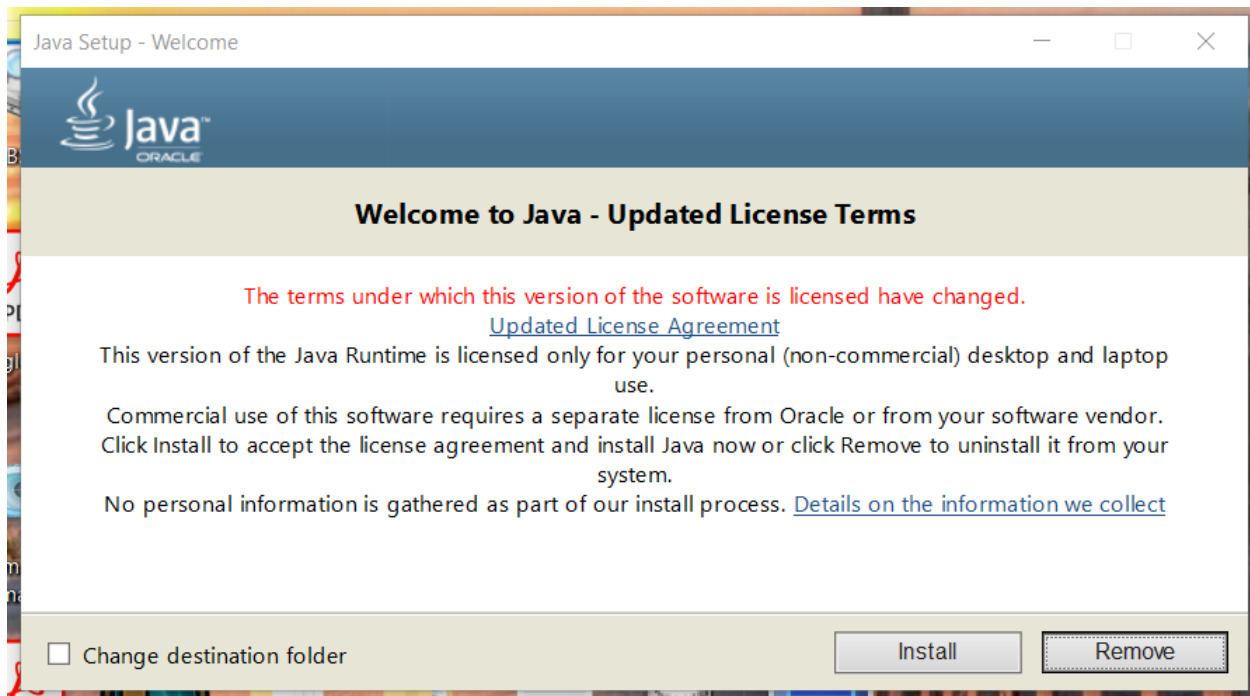 Java Setup - Welcome
Java™
ORACLE
Welcome to Java - Updated License Terms
The terms under which this version of the software is licensed have changed.
Updated License Agreement
This version of the Java Runtime is licensed only for your personal (non-commercial) desktop and laptop
use.
Commercial use of this software requires a separate license from Oracle or from your software vendor.
Click Install to accept the license agreement and install Java now or click Remove to uninstall it from your
system.
No personal information is gathered as part of our install process. Details on the information we collect
Change destination folder
Install
Remove